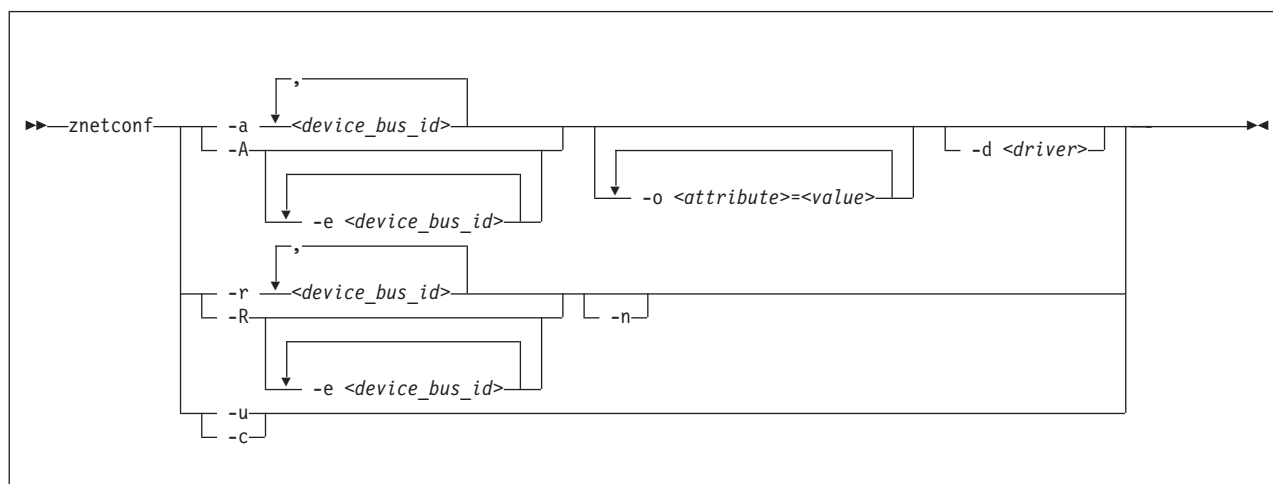 ,
znetconf -a <device_bus_id>
-A -d <driver>
-e <device_bus_id> -o <attribute>=<value>
,
-r <device_bus_id>
-R -n
-e <device_bus_id>
-u
-c